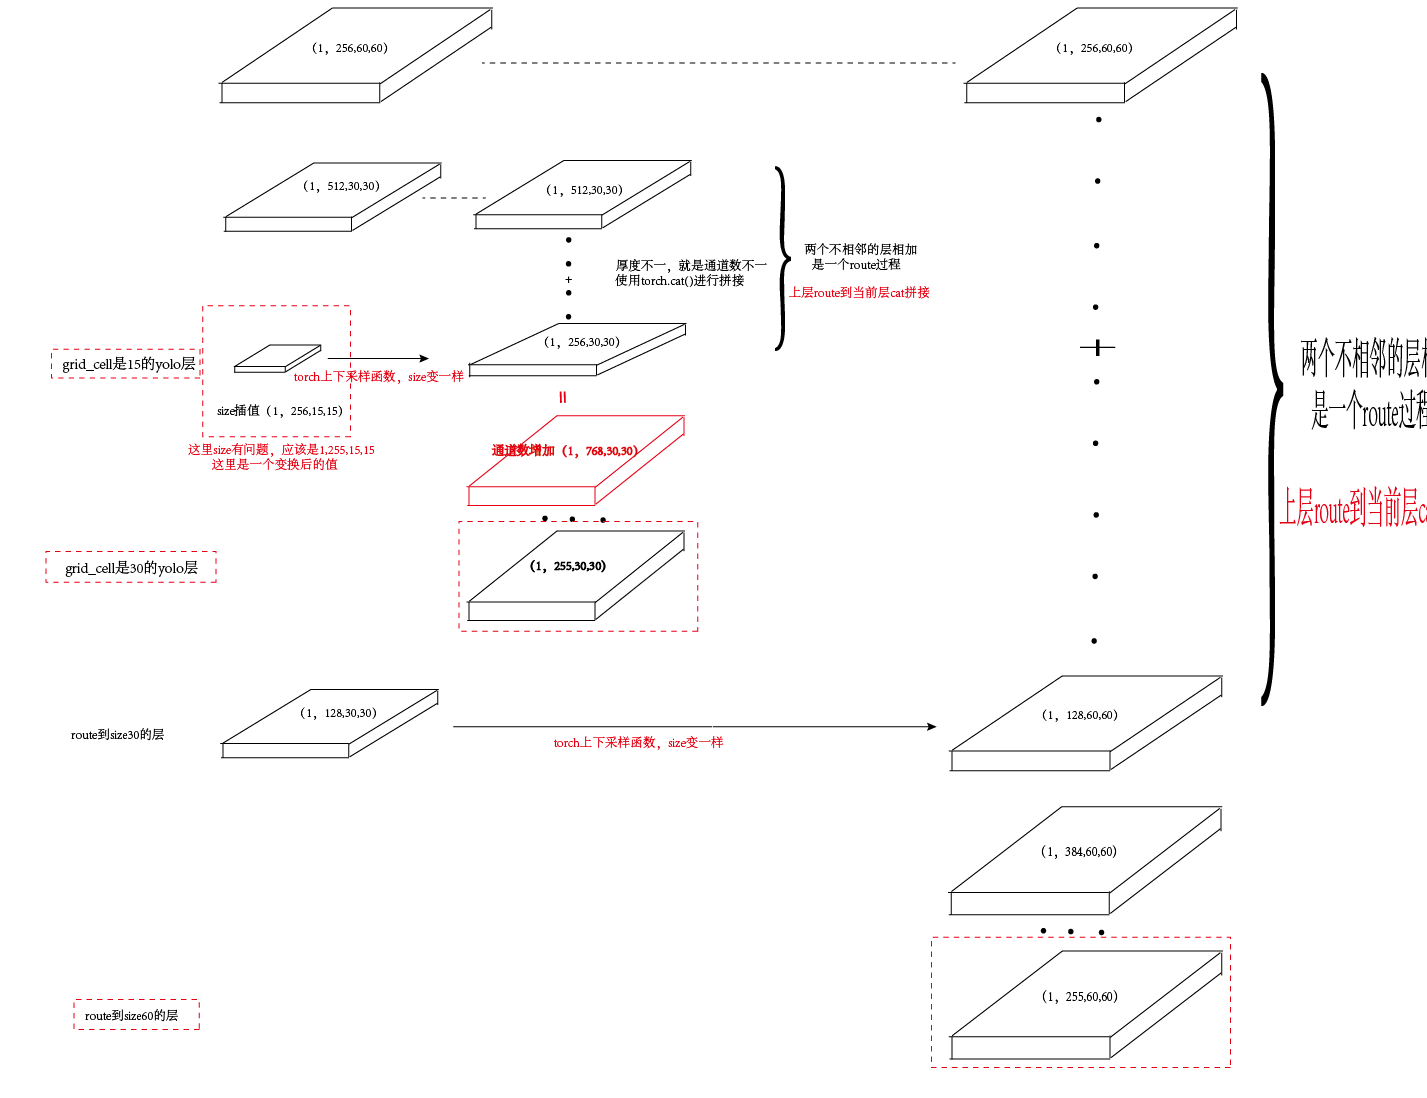 （1，256,60,60）
（1，256,60,60）
（1，512,30,30）
（1，512,30,30）
厚度不一，就是通道数不一
使用torch.cat()进行拼接
两个不相邻的层相加
是一个route过程
上层route到当前层cat拼接
+
（1，256,30,30）
grid_cell是15的yolo层
torch上下采样函数，size变一样
size插值（1，256,15,15）
这里size有问题，应该是1,255,15,15
这里是一个变换后的值
=
通道数增加（1，768,30,30）
+
两个不相邻的层相
是一个route过程
上层route到当前层ca
（1，255,30,30）
grid_cell是30的yolo层
（1，128,30,30）
route到size30的层
torch上下采样函数，size变一样
（1，128,60,60）
（1，384,60,60）
（1，255,60,60）
route到size60的层